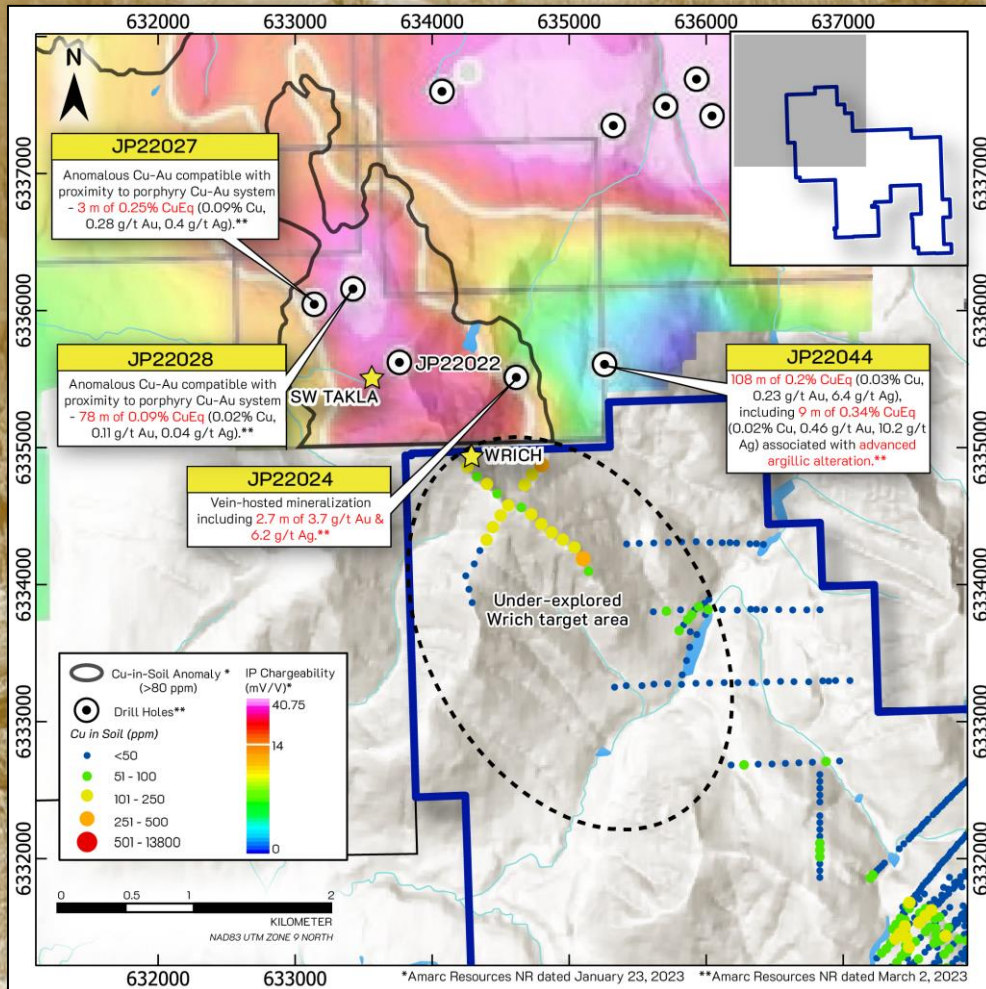 632000 633000 634000 635000 636000 637000
N
6337000
6336000
6335000
6334000
6333000
6332000
JP22027
Anomalous Cu-Au compatible with
proximity to porphyry Cu-Au system
- 3 m of 0.25% CuEq (0.09% Cu,
0.28 g/t Au, 0.4 g/t Ag).**
JP22028
Anomalous Cu-Au compatible with
proximity to porphyry Cu-Au system
- 78 m of 0.09% CuEq (0.02% Cu,
0.11 g/t Au, 0.04 g/t Ag).**
JP22022
SW TAKLA
JP22044
108 m of 0.2% CuEq (0.03% Cu,
0.23 g/t Au, 6.4 g/t Ag),
including 9 m of 0.34% CuEq
(0.02% Cu, 0.46 g/t Au, 10.2 g/t
Ag) associated with advanced
argillic alteration.**
WRICH
JP22024
Vein-hosted mineralization
including 2.7 m of 3.7 g/t Au &
6.2 g/t Ag.**
Under-explored
Wrich target area
Cu-in-Soil Anomaly *
(>80 ppm)
Drill Holes**
Cu in Soil (ppm)
<50
51 - 100
101 - 250
251 - 500
501 - 13800
IP Chargeability
(mV/V)*
40.75
14
0
0 0.5 1 2
KILOMETER
NAD83 UTM ZONE 9 NORTH
6337000
6336000
6335000
6334000
6333000
6332000
*Amarc Resources NR dated January 23, 2023 **Amarc Resources NR dated March 2, 2023
632000 633000 634000 635000 636000 637000